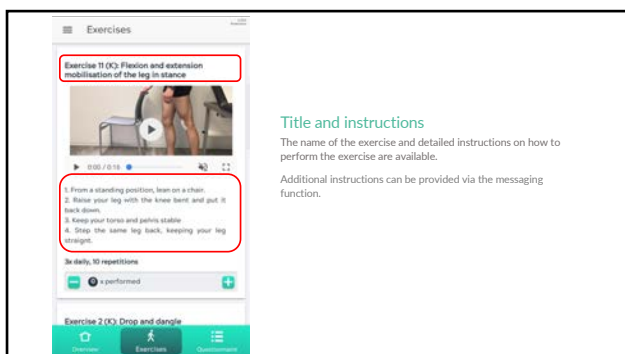 Exercises
Exercise 11 (K): Flexion and extension
mobilisation of the leg in stance
0:00 / 0:16
1. From a standing position, lean on a chair.
2. Raise your leg with the knee bent and put it
back down.
3. Keep your torso and pelvis stable
4. Step the same leg back, keeping your leg
straight.
3x daily, 10 repetitions
0 x performed
Exercise 2 (K): Drop and dangle
Overview
Exercises
Questionnaire
Title and instructions
The name of the exercise and detailed instructions on how to
perform the exercise are available.
Additional instructions can be provided via the messaging
function.